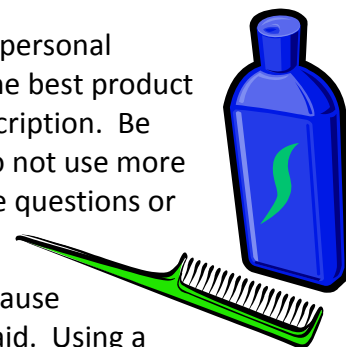 personal
he best product
cription. Be
o not use more
e questions or
ause
aid. Using a